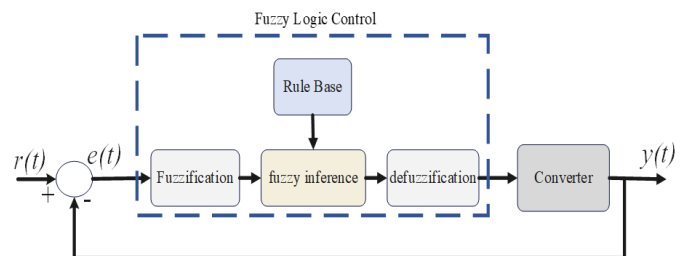 Fuzzy Logic Control
Rule Base
r(t)
e(t)
y(t)
Fuzzification
fuzzy inference
defuzzification
Converter
+
-